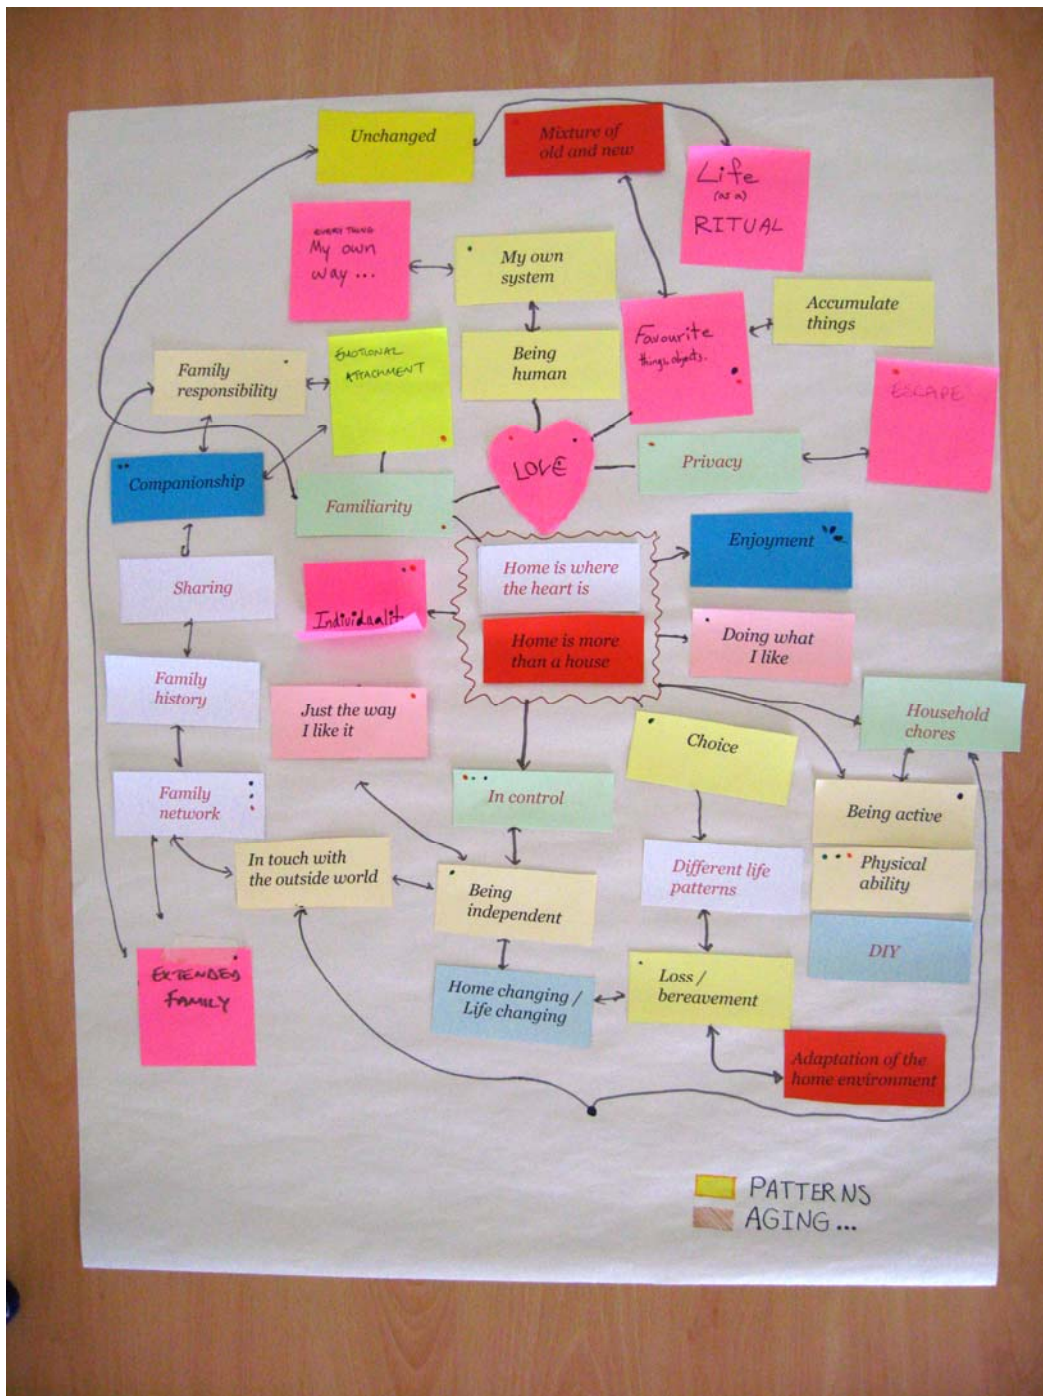 Unchanged
Mixture of
old and new
Life
(as a)
RITUAL
EVERYTHING
My own
way...
My own
system
Accumulate
things
Favourite
things, objects.
Being
human
EMOTIONAL
ATTACHMENT
Family
responsibility
ESCAPE
LOVE
Privacy
Companionship
Familiarity
Enjoyment
Home is where
the heart is
Sharing
Individualit
Home is more
than a house
Doing what
I like
Family
history
Just the way
I like it
Choice
Household
chores
Family
network
In control
Being active
In touch with
the outside world
Being
independent
Different life
patterns
Physical
ability
DIY
EXTENDED
FAMILY
Home changing /
Life changing
Loss /
bereavement
Adaptation of the
home environment
PATTERNS
AGING...